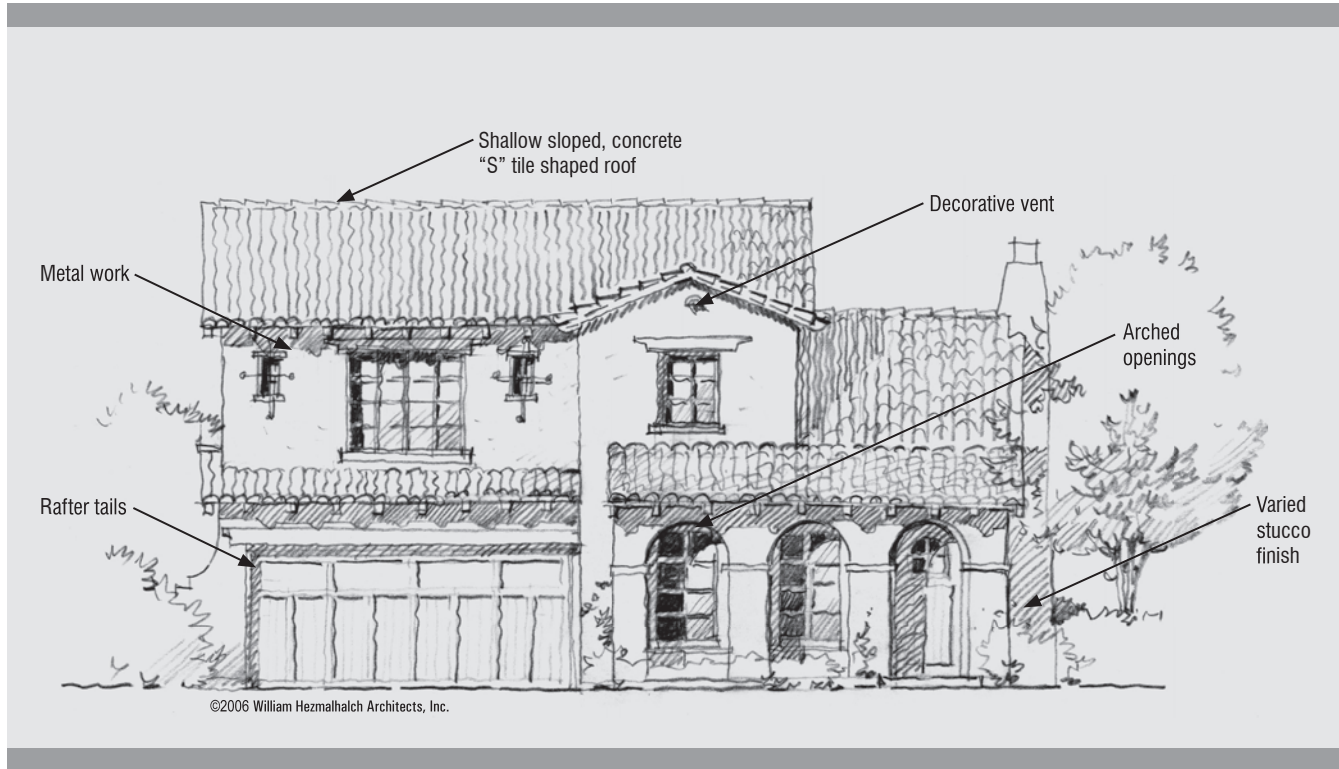 Shallow sloped, concrete
“S” tile shaped roof
Decorative vent
Metal work
Arched
openings
Rafter tails
Varied
stucco
finish
©2006 William Hezmalhalch Architects, Inc.